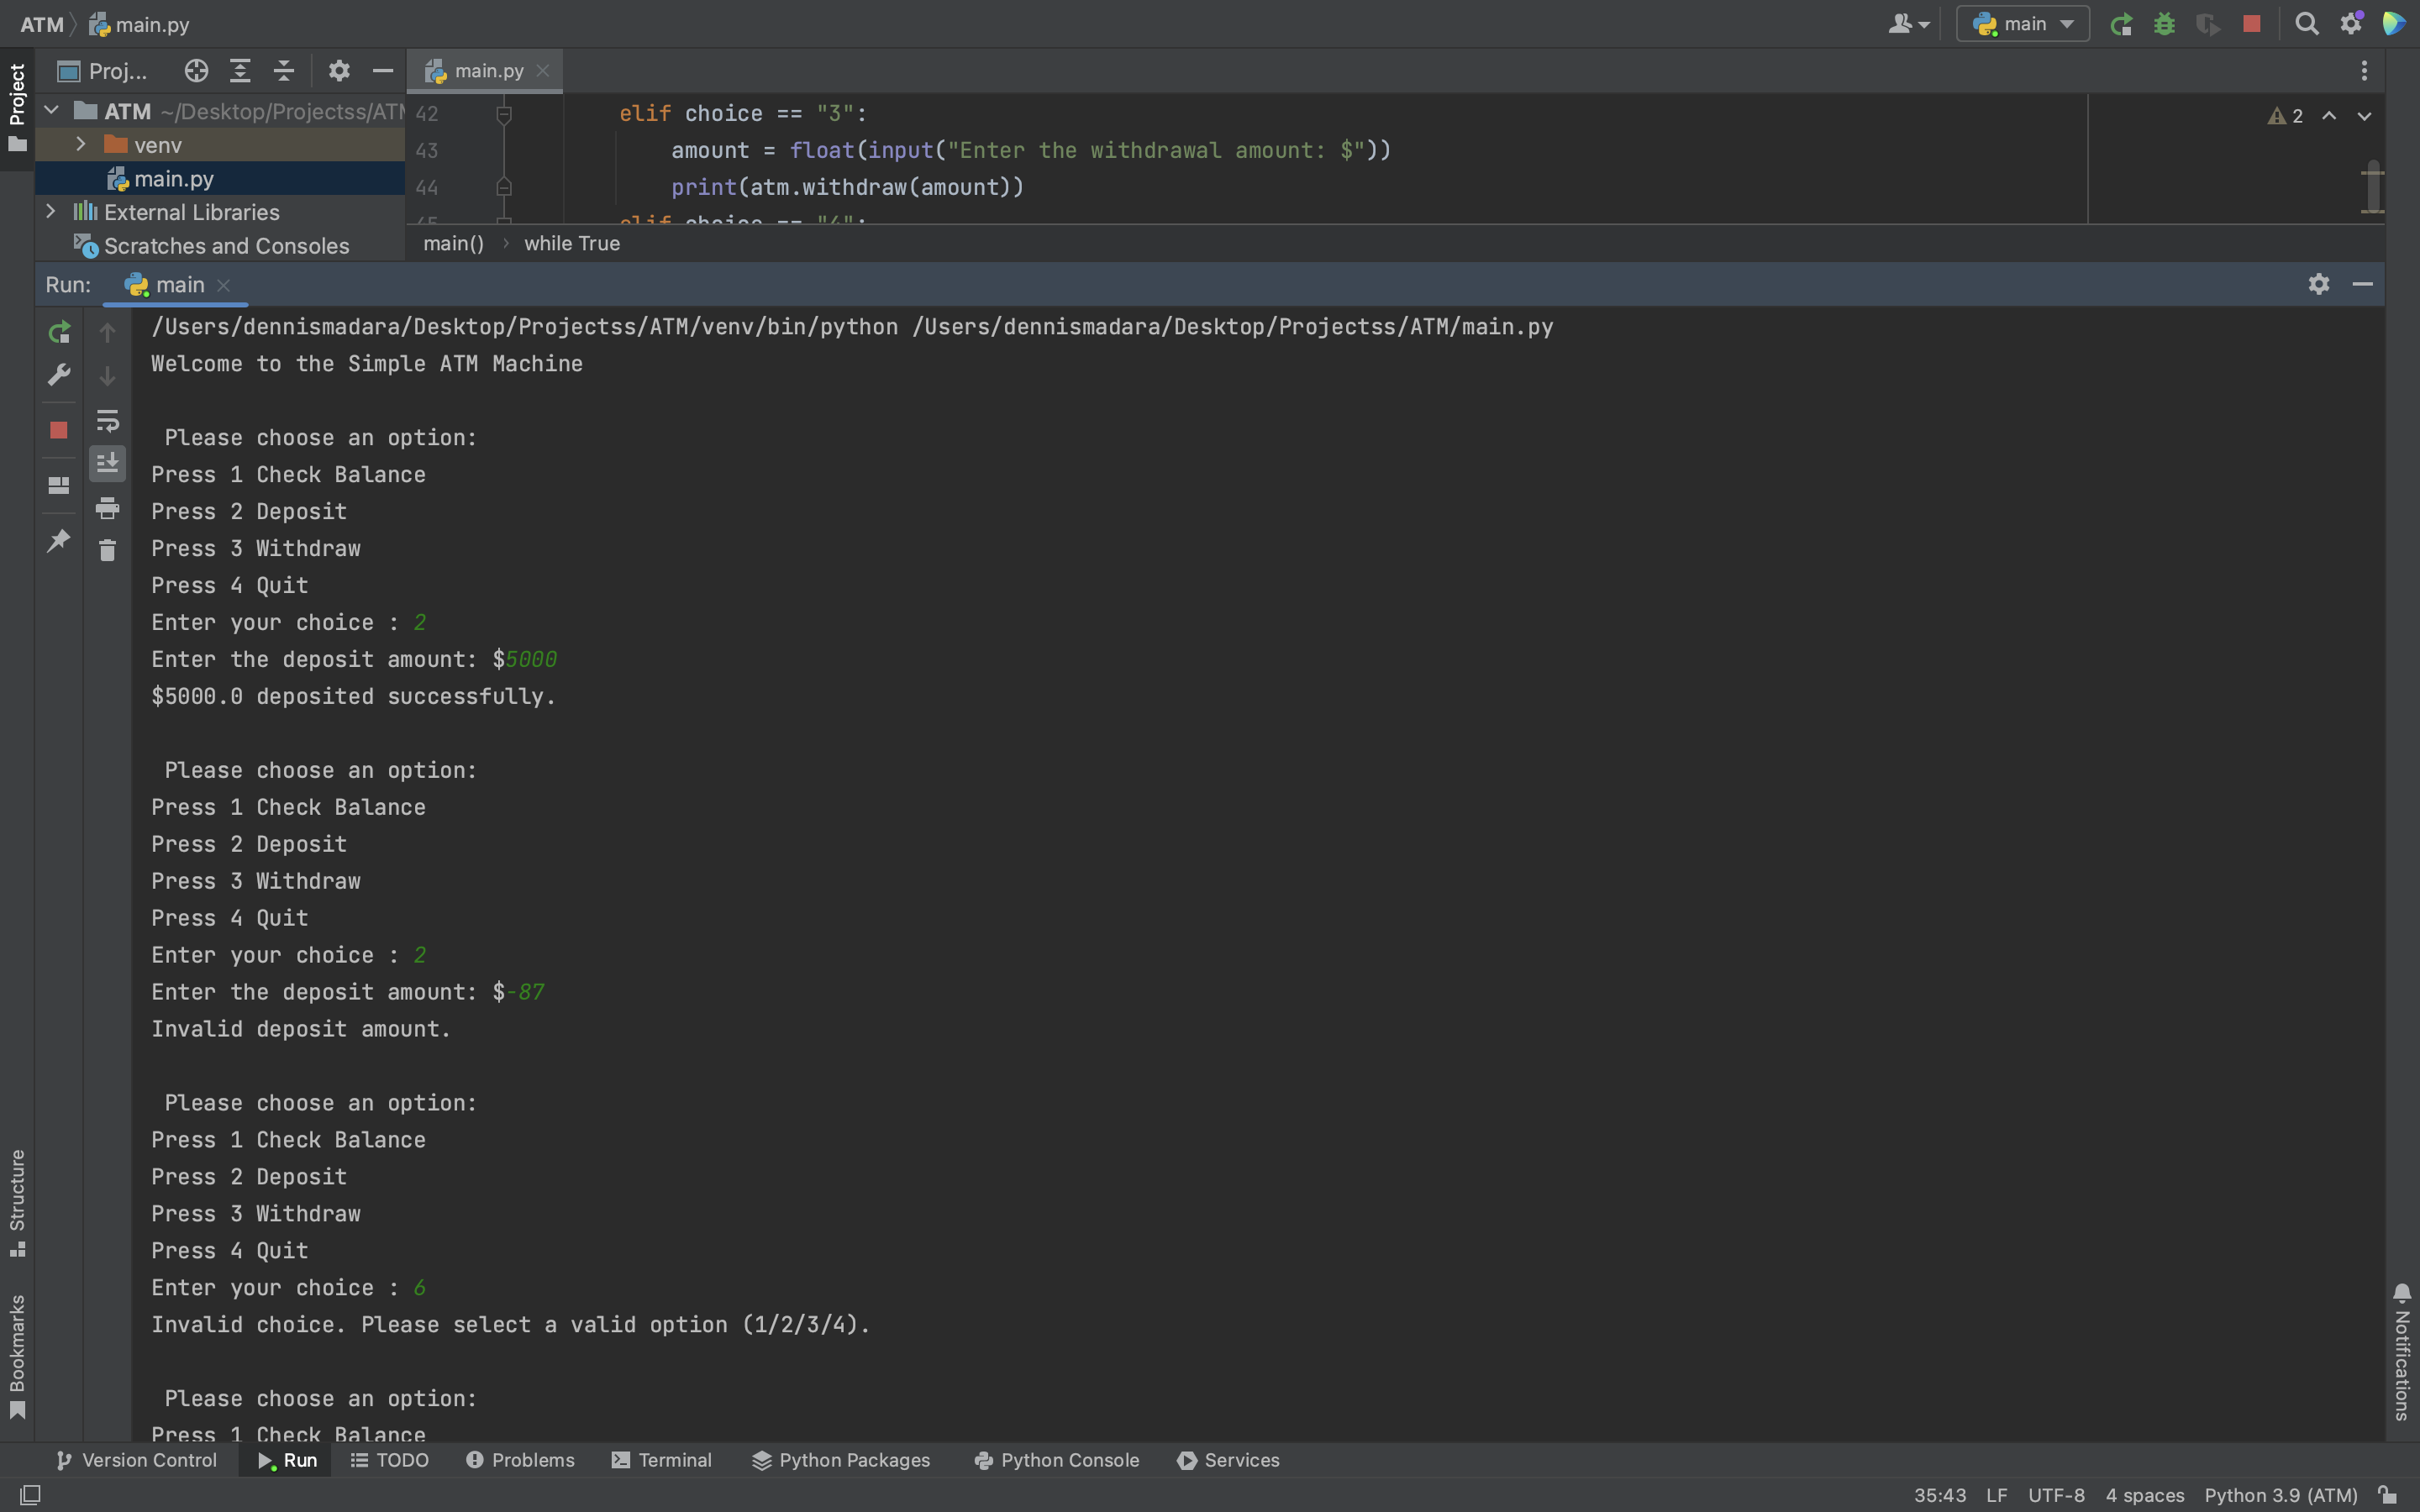 ATM main.py
main
Project
Proj...
main.py
ATM ~/Desktop/Projectss/ATM
venv
main.py
External Libraries
Scratches and Consoles
42 elif choice == "3":
43 amount = float(input("Enter the withdrawal amount: $"))
44 print(atm.withdraw(amount))
45 elif choice == "4":
2
main() › while True
Run: main
/Users/dennismadara/Desktop/Projectss/ATM/venv/bin/python /Users/dennismadara/Desktop/Projectss/ATM/main.py
Welcome to the Simple ATM Machine
Please choose an option:
Press 1 Check Balance
Press 2 Deposit
Press 3 Withdraw
Press 4 Quit
Enter your choice : 2
Enter the deposit amount: $5000
$5000.0 deposited successfully.
Please choose an option:
Press 1 Check Balance
Press 2 Deposit
Press 3 Withdraw
Press 4 Quit
Enter your choice : 2
Enter the deposit amount: $-87
Invalid deposit amount.
Please choose an option:
Press 1 Check Balance
Press 2 Deposit
Press 3 Withdraw
Press 4 Quit
Enter your choice : 6
Invalid choice. Please select a valid option (1/2/3/4).
Please choose an option:
Press 1 Check Balance
Structure
Bookmarks
Notifications
Version Control Run TODO Problems Terminal Python Packages Python Console Services
35:43 LF UTF-8 4 spaces Python 3.9 (ATM)